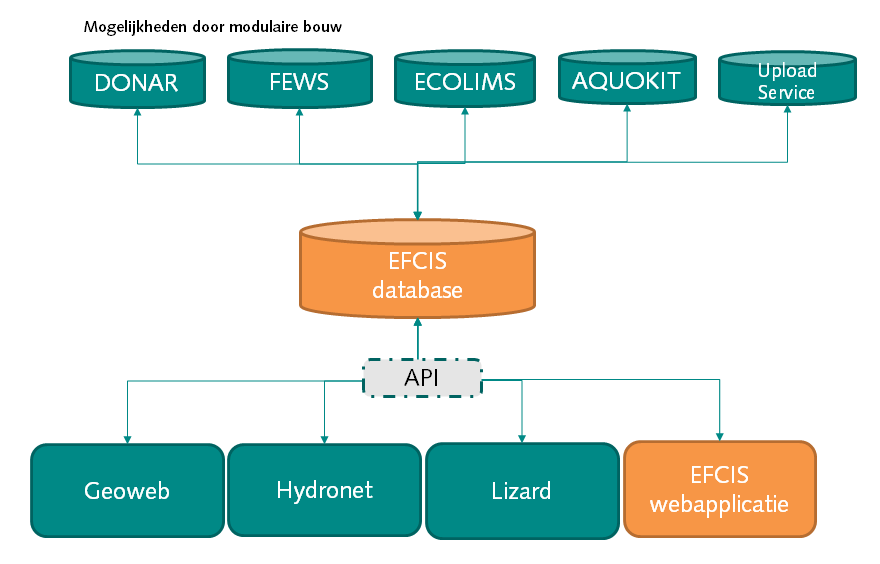 Mogelijkheden door modulaire bouw
DONAR
FEWS
ECOLIMS
AQUOKIT
Upload
Service
EFCIS
database
API
Geoweb
Hydronet
Lizard
EFCIS
webapplicatie